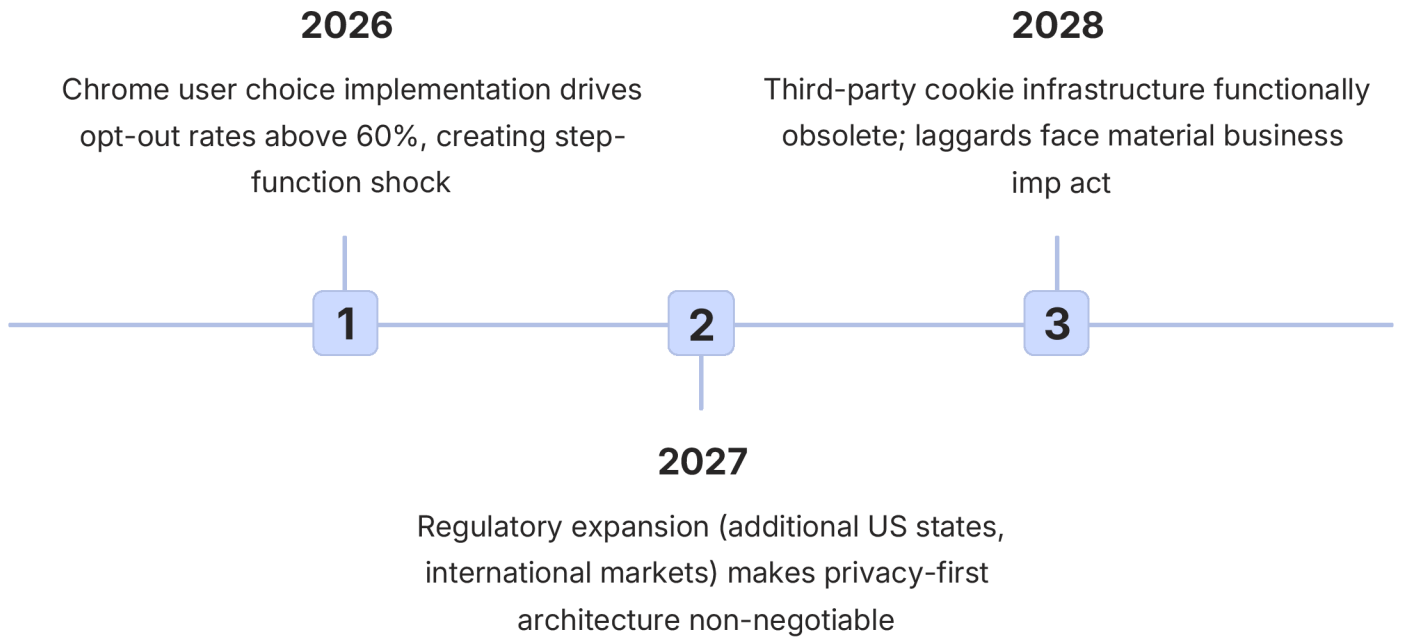 2026
Chrome user choice implementation drives
opt-out rates above 60%, creating step-
function shock
2028
Third-party cookie infrastructure functionally
obsolete; laggards face material business
imp act
1
2
3
2027
Regulatory expansion (additional US states,
international markets) makes privacy-first
architecture non-negotiable